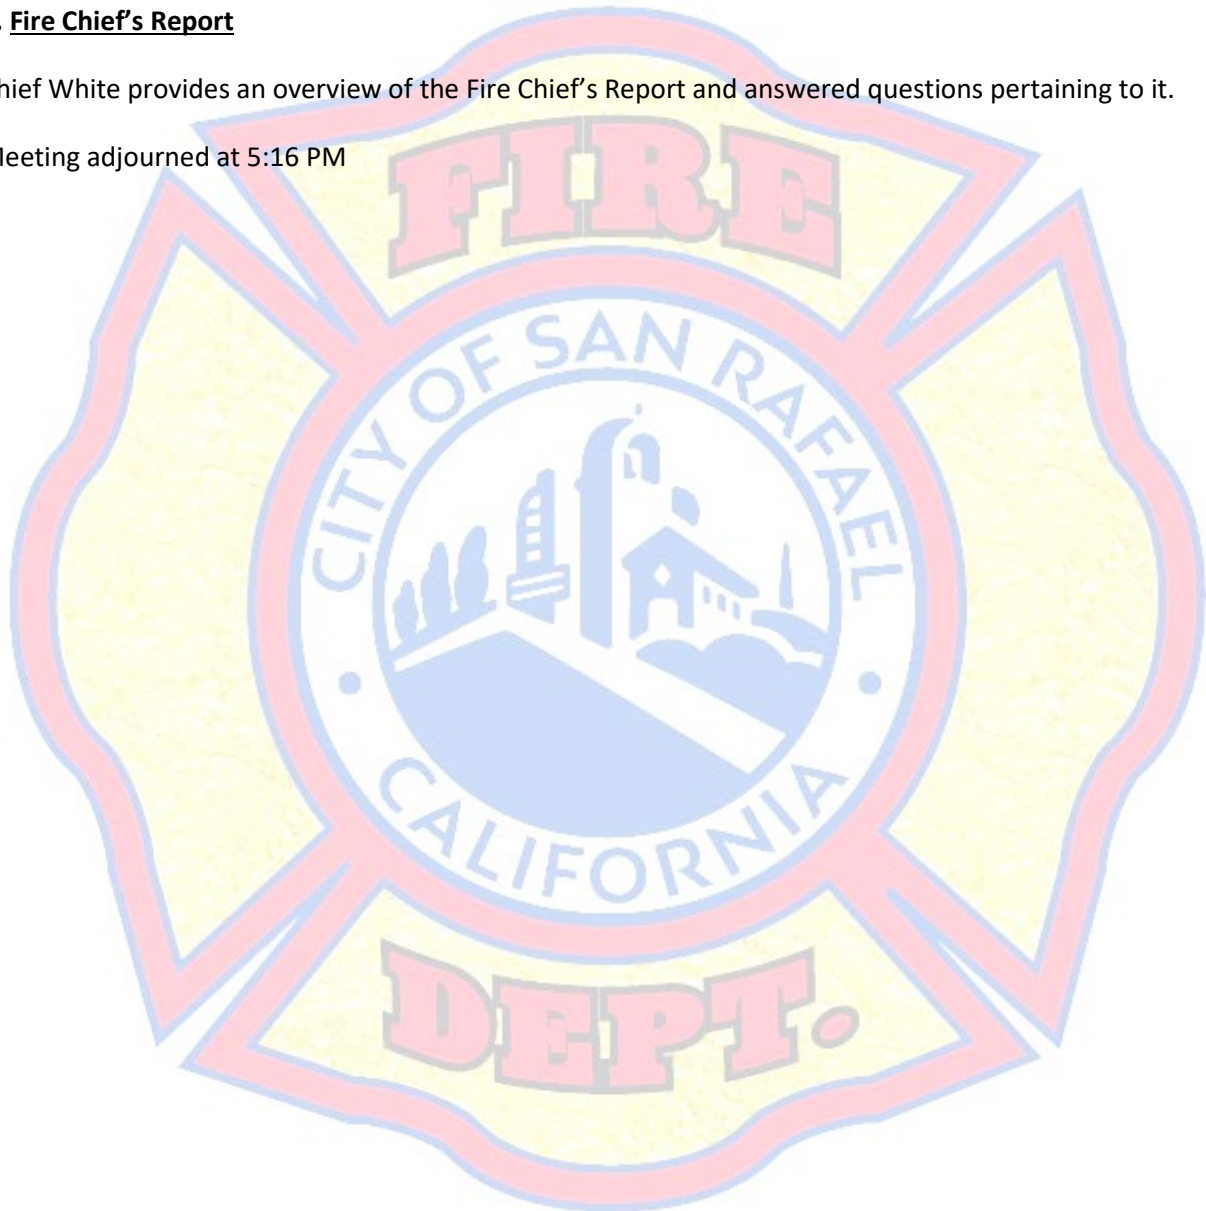 . Fire Chief’s Report
hief White provides an overview of the Fire Chief’s Report and answered questions pertaining to it.
eeting adjourned at 5:16 PM
FIRE
CITY OF SAN RAFAEL
CALIFORNIA
DEPT.